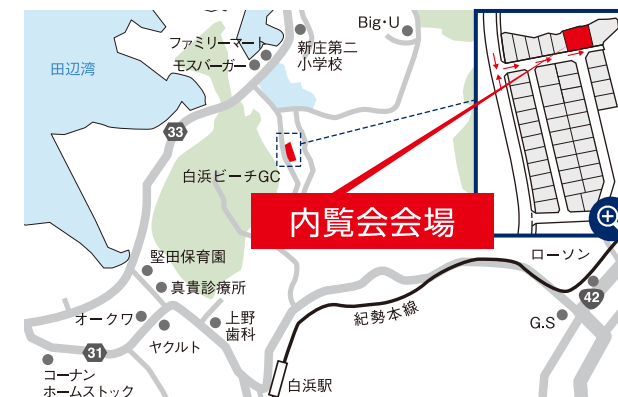 Big・U
ファミリーマート
モスバーガー
新庄第二
小学校
田辺湾
33
白浜ビーチGC
内覧会会場
堅田保育園
真貴診療所
ローソン
42
オークワ
ヤクルト
上野
歯科
紀勢本線
G.S
31
コーナン
ホームストック
白浜駅